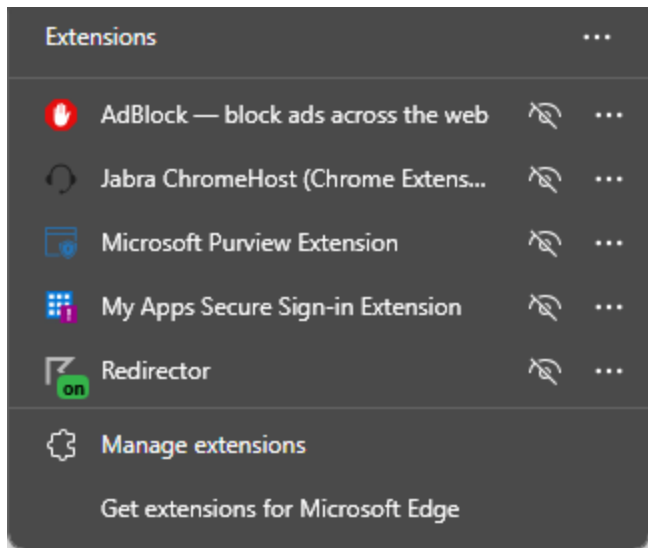 Extensions
AdBlock — block ads across the web
Jabra ChromeHost (Chrome Extens...
Microsoft Purview Extension
My Apps Secure Sign-in Extension
!
Redirector
on
Manage extensions
Get extensions for Microsoft Edge